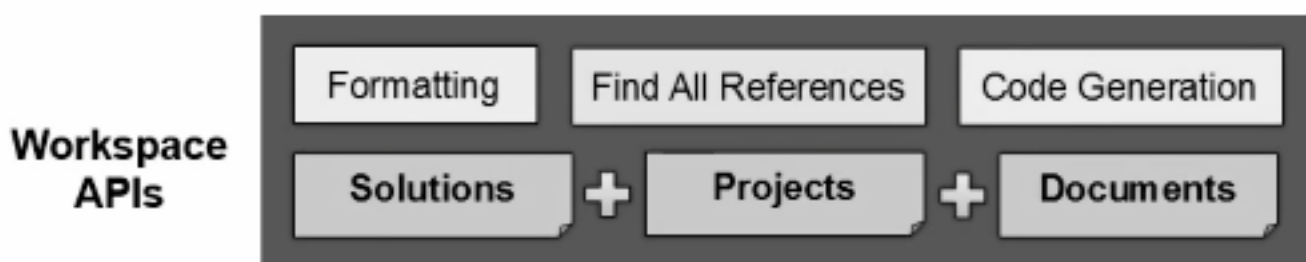 Formatting
Find All References
Code Generation
Workspace
APIs
Solutions
Projects
Documents